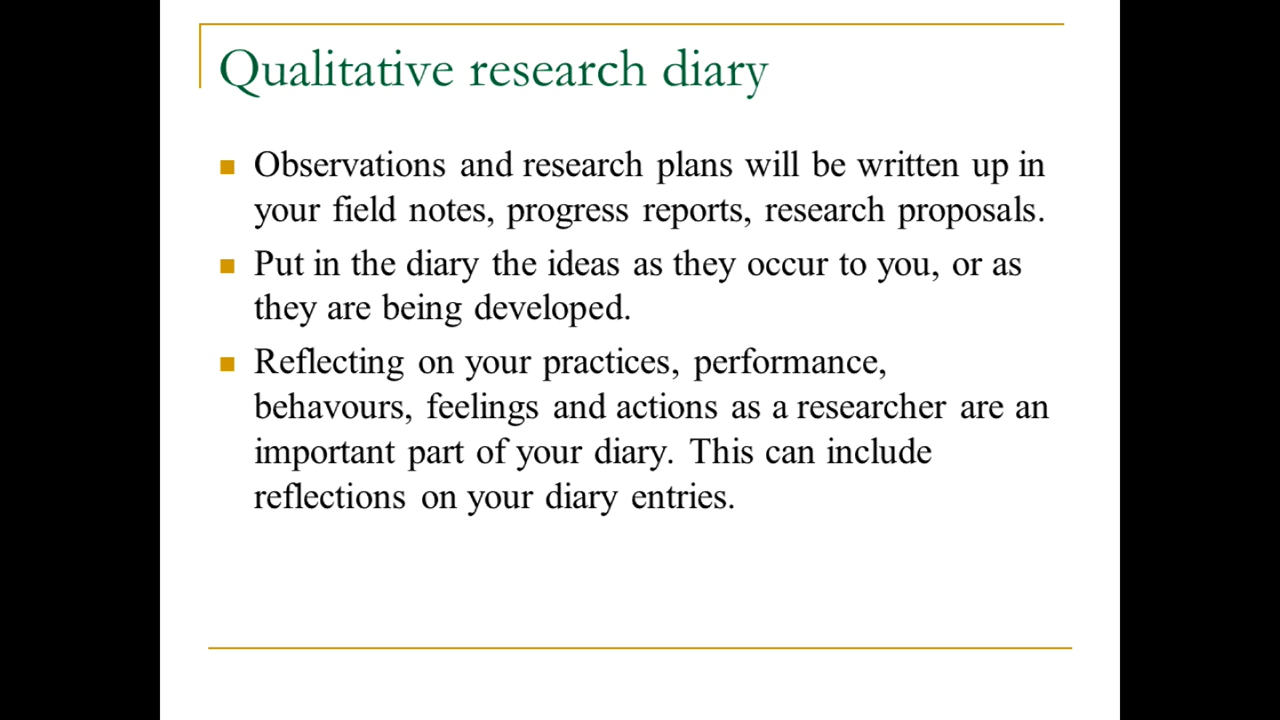 Qualitative research diary
Observations and research plans will be written up in
your field notes, progress reports, research proposals.
Put in the diary the ideas as they occur to you, or as
they are being developed.
Reflecting on your practices, performance,
behavours, feelings and actions as a researcher are an
important part of your diary. This can include
reflections on your diary entries.